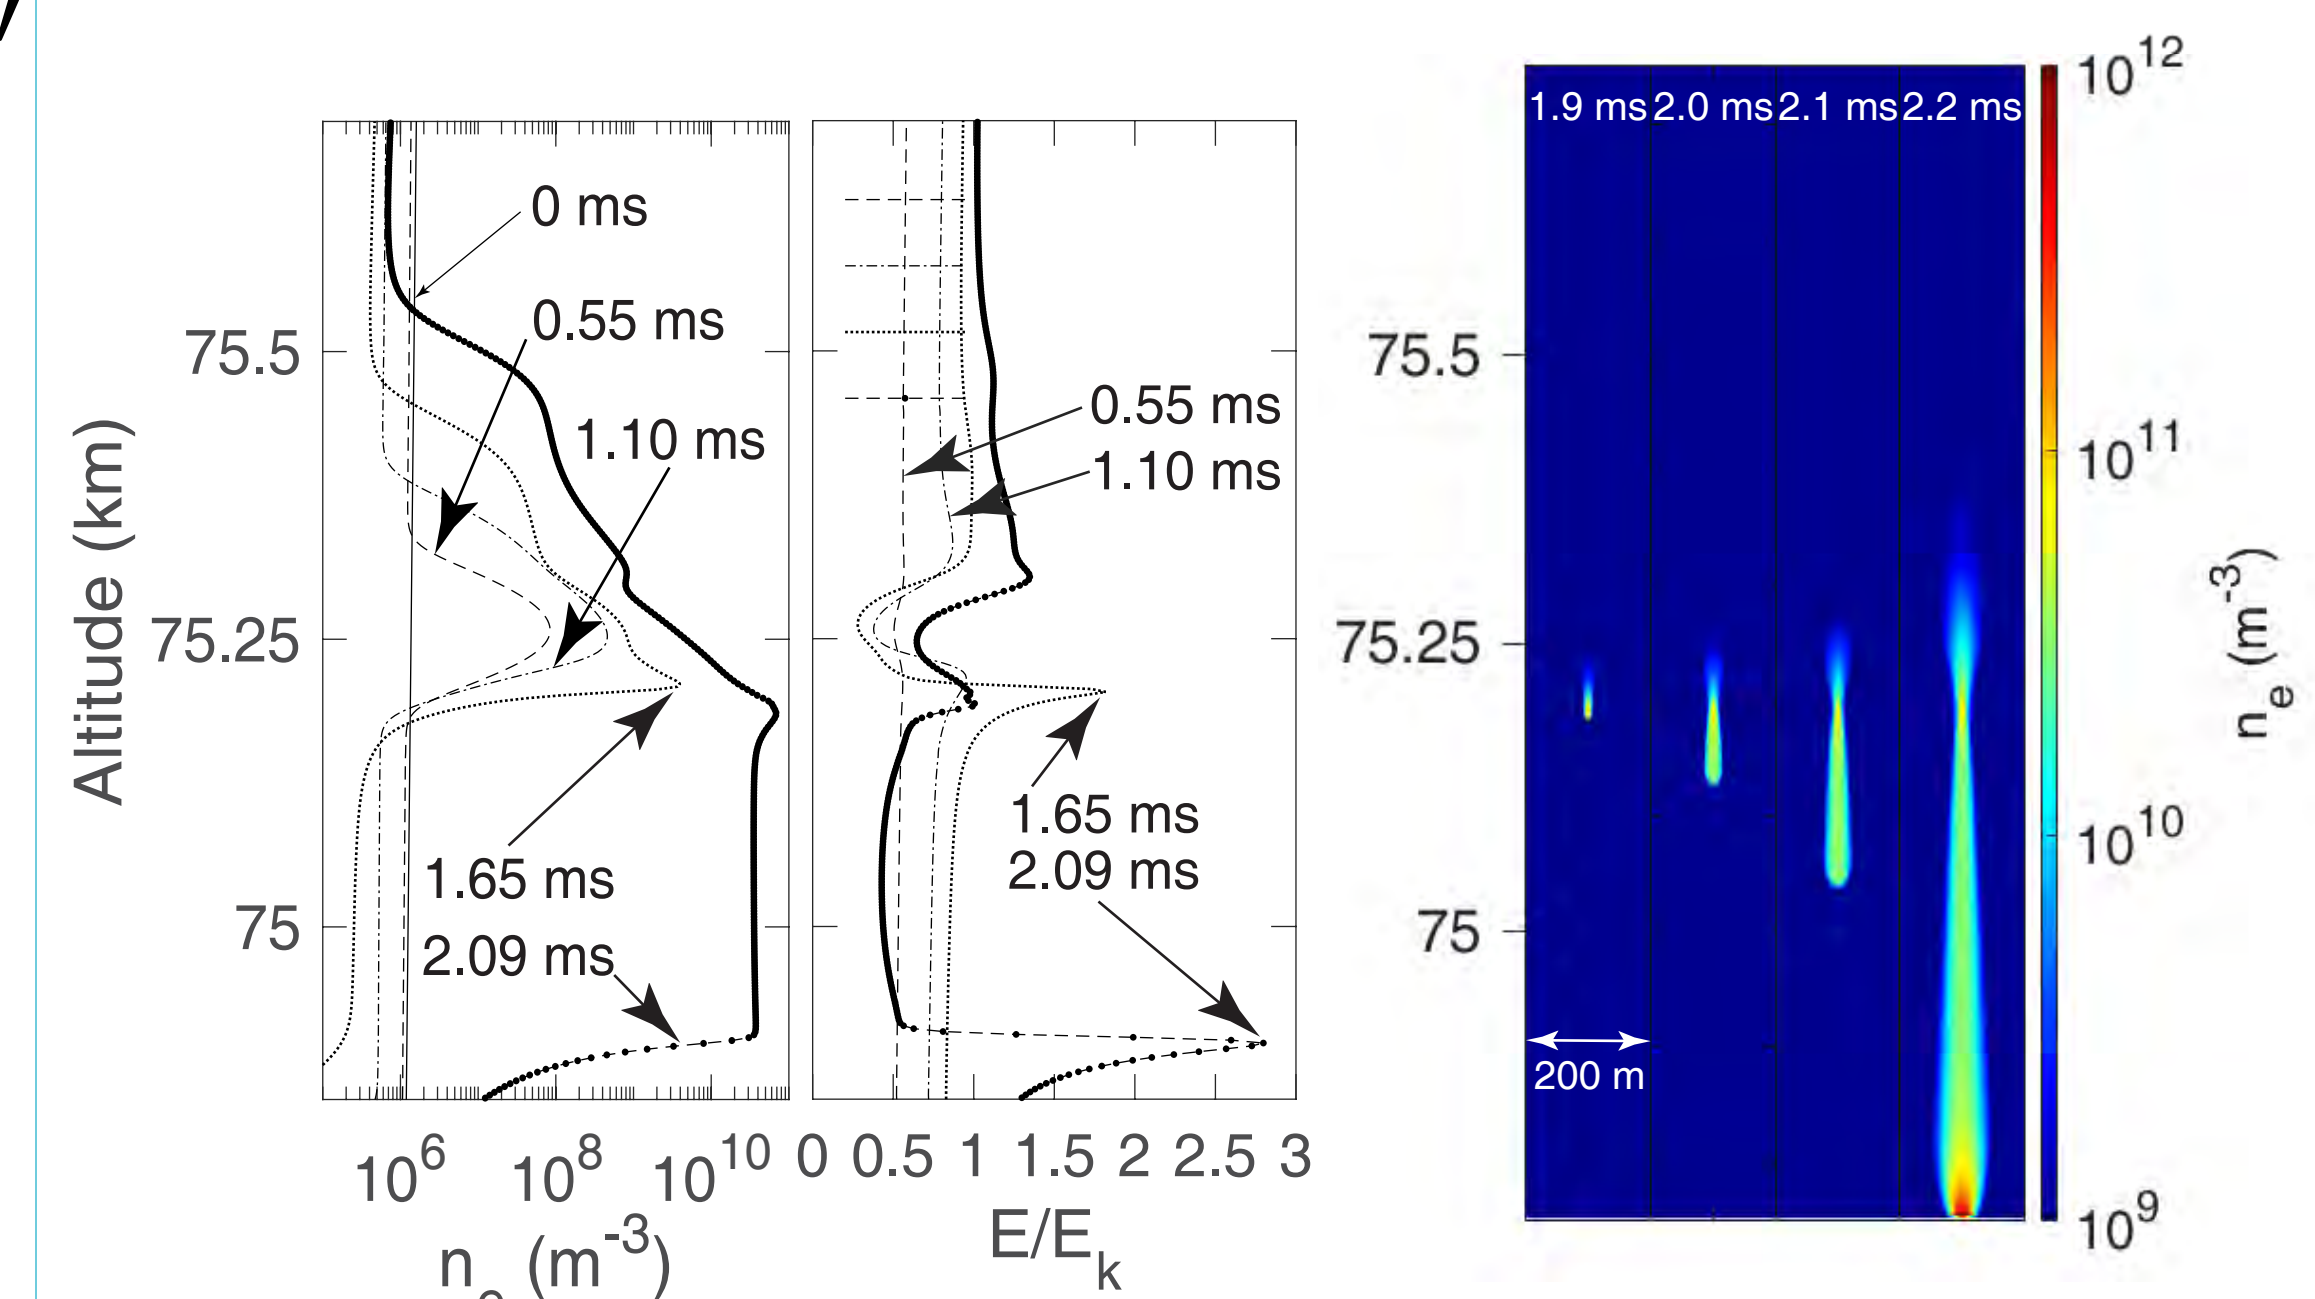 0 ms
0.55 ms
1.10 ms
1.65 ms
2.09 ms
75.5
75.25
75
Altitude (km)
10^6 10^8 10^10
n_e (m^-3)
0.55 ms
1.10 ms
1.65 ms
2.09 ms
0 0.5 1 1.5 2 2.5 3
E/E_k
1.9 ms 2.0 ms 2.1 ms 2.2 ms
75.5
75.25
75
200 m
10^12
10^11
10^10
10^9
n_e (m^-3)